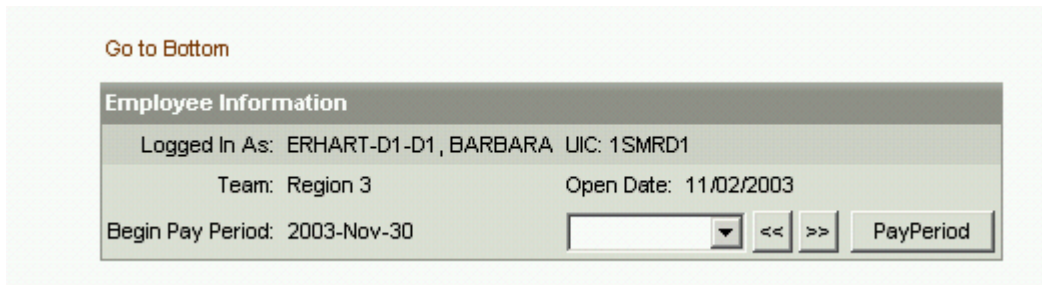 Go to Bottom
Employee Information
Logged In As: ERHART-D1-D1, BARBARA UIC: 1SMRD1
Team: Region 3 Open Date: 11/02/2003
Begin Pay Period: 2003-Nov-30 << >> PayPeriod